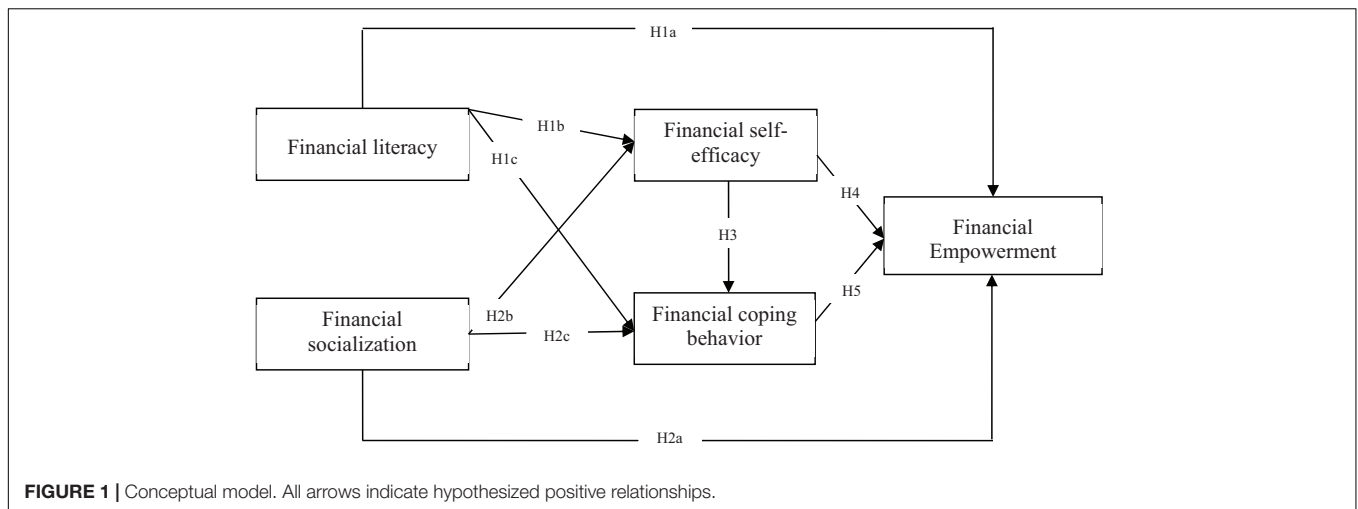 H1a
Financial literacy
H1b
H1c
Financial self-
efficacy
H4
H3
Financial
Empowerment
Financial
socialization
H2b
H2c
Financial coping
behavior
H5
H2a
FIGURE 1 | Conceptual model. All arrows indicate hypothesized positive relationships.